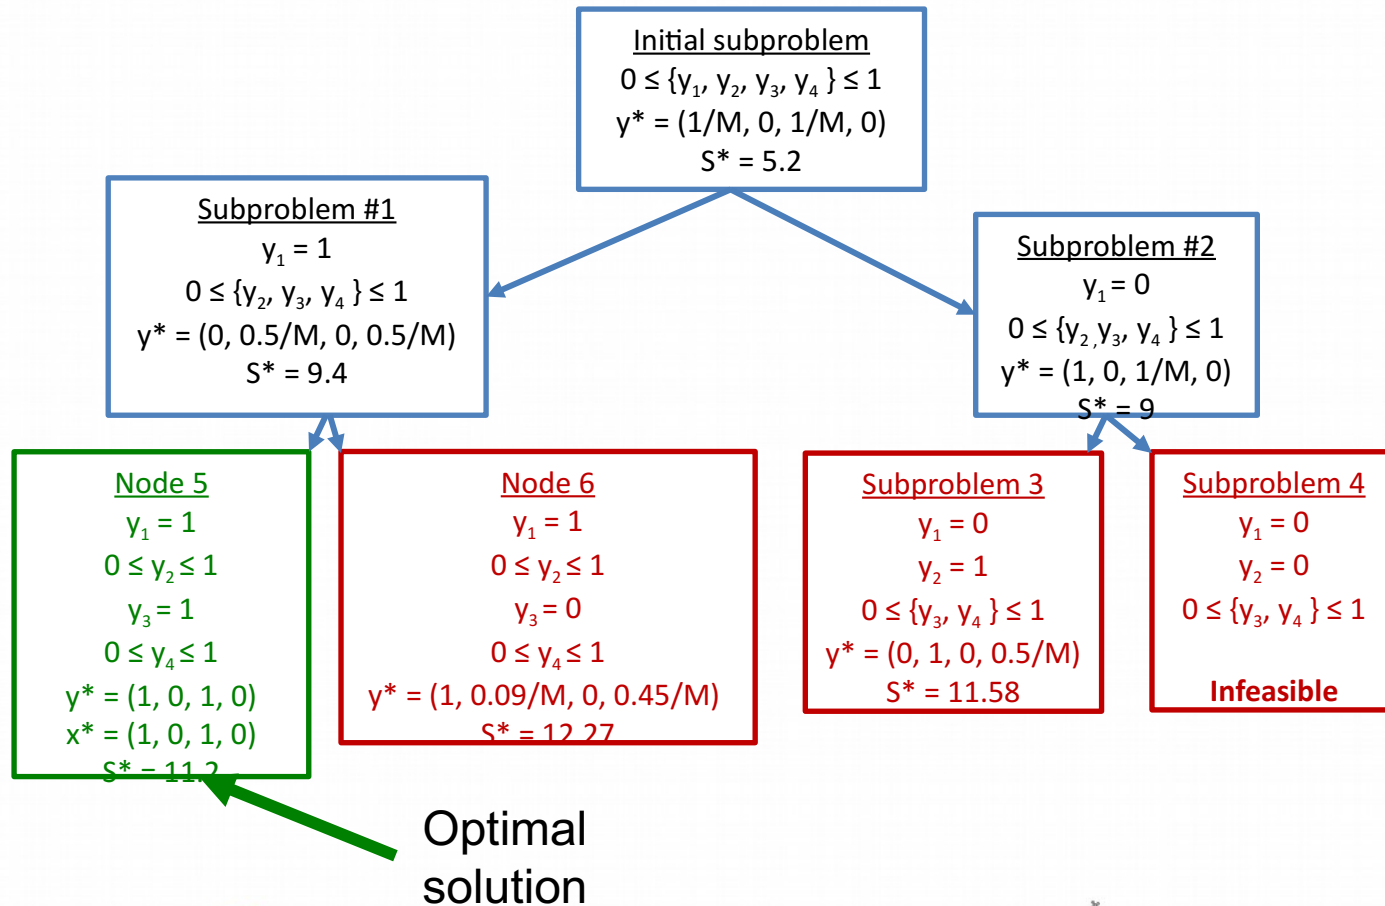 Initial subproblem
0 ≤ {y₁, y₂, y₃, y₄ } ≤ 1
y* = (1/M, 0, 1/M, 0)
S* = 5.2
Subproblem #1
y₁ = 1
0 ≤ {y₂, y₃, y₄ } ≤ 1
y* = (0, 0.5/M, 0, 0.5/M)
S* = 9.4
Subproblem #2
y₁ = 0
0 ≤ {y₂,y₃, y₄ } ≤ 1
y* = (1, 0, 1/M, 0)
S* = 9
Node 5
y₁ = 1
0 ≤ y₂ ≤ 1
y₃ = 1
0 ≤ y₄ ≤ 1
y* = (1, 0, 1, 0)
x* = (1, 0, 1, 0)
S* = 11.2
Node 6
y₁ = 1
0 ≤ y₂ ≤ 1
y₃ = 0
0 ≤ y₄ ≤ 1
y* = (1, 0.09/M, 0, 0.45/M)
S* = 12.27
Subproblem 3
y₁ = 0
y₂ = 1
0 ≤ {y₃, y₄ } ≤ 1
y* = (0, 1, 0, 0.5/M)
S* = 11.58
Subproblem 4
y₁ = 0
y₂ = 0
0 ≤ {y₃, y₄ } ≤ 1
Infeasible
Optimal
solution